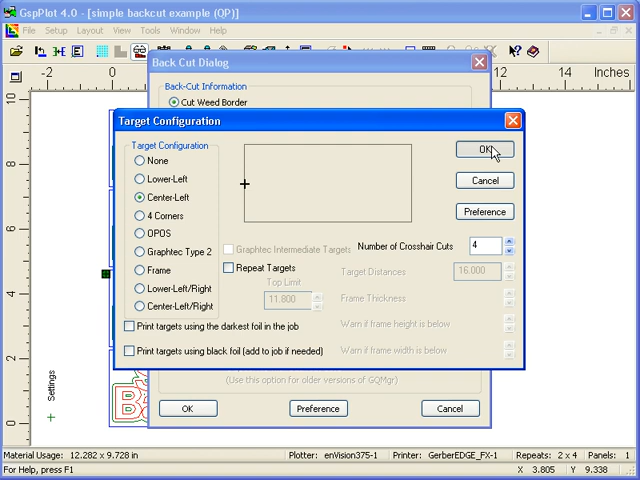 GspPlot 4.0 - [simple backcut example (QP)]
File Setup Layout View Tools Window Help
-2 0 12 14 Inches
Back Cut Dialog
Back-Cut Information
Cut Weed Border
Target Configuration
Target Configuration
None
Lower-Left
Center-Left
4 Corners
OPOS
Graphtec Type 2
Frame
Lower-Left/Right
Center-Left/Right
OK
Cancel
Preference
Graphtec Intermediate Targets
Number of Crosshair Cuts 4
Repeat Targets
Target Distances 16.000
Top Limit
11.800
Frame Thickness
Print targets using the darkest foil in the job
Warn if frame height is below
Print targets using black foil (add to job if needed)
Warn if frame width is below
(Use this option for older versions of GQMgr)
OK Preference Cancel
10
8
6
4
2
0
Settings
Material Usage: 12.282 x 9.728 in Plotter: enVision375-1 Printer: GerberEDGE_FX-1 Repeats: 2 x 4 Panels: 1
For Help, press F1 X 3.805 Y 9.338